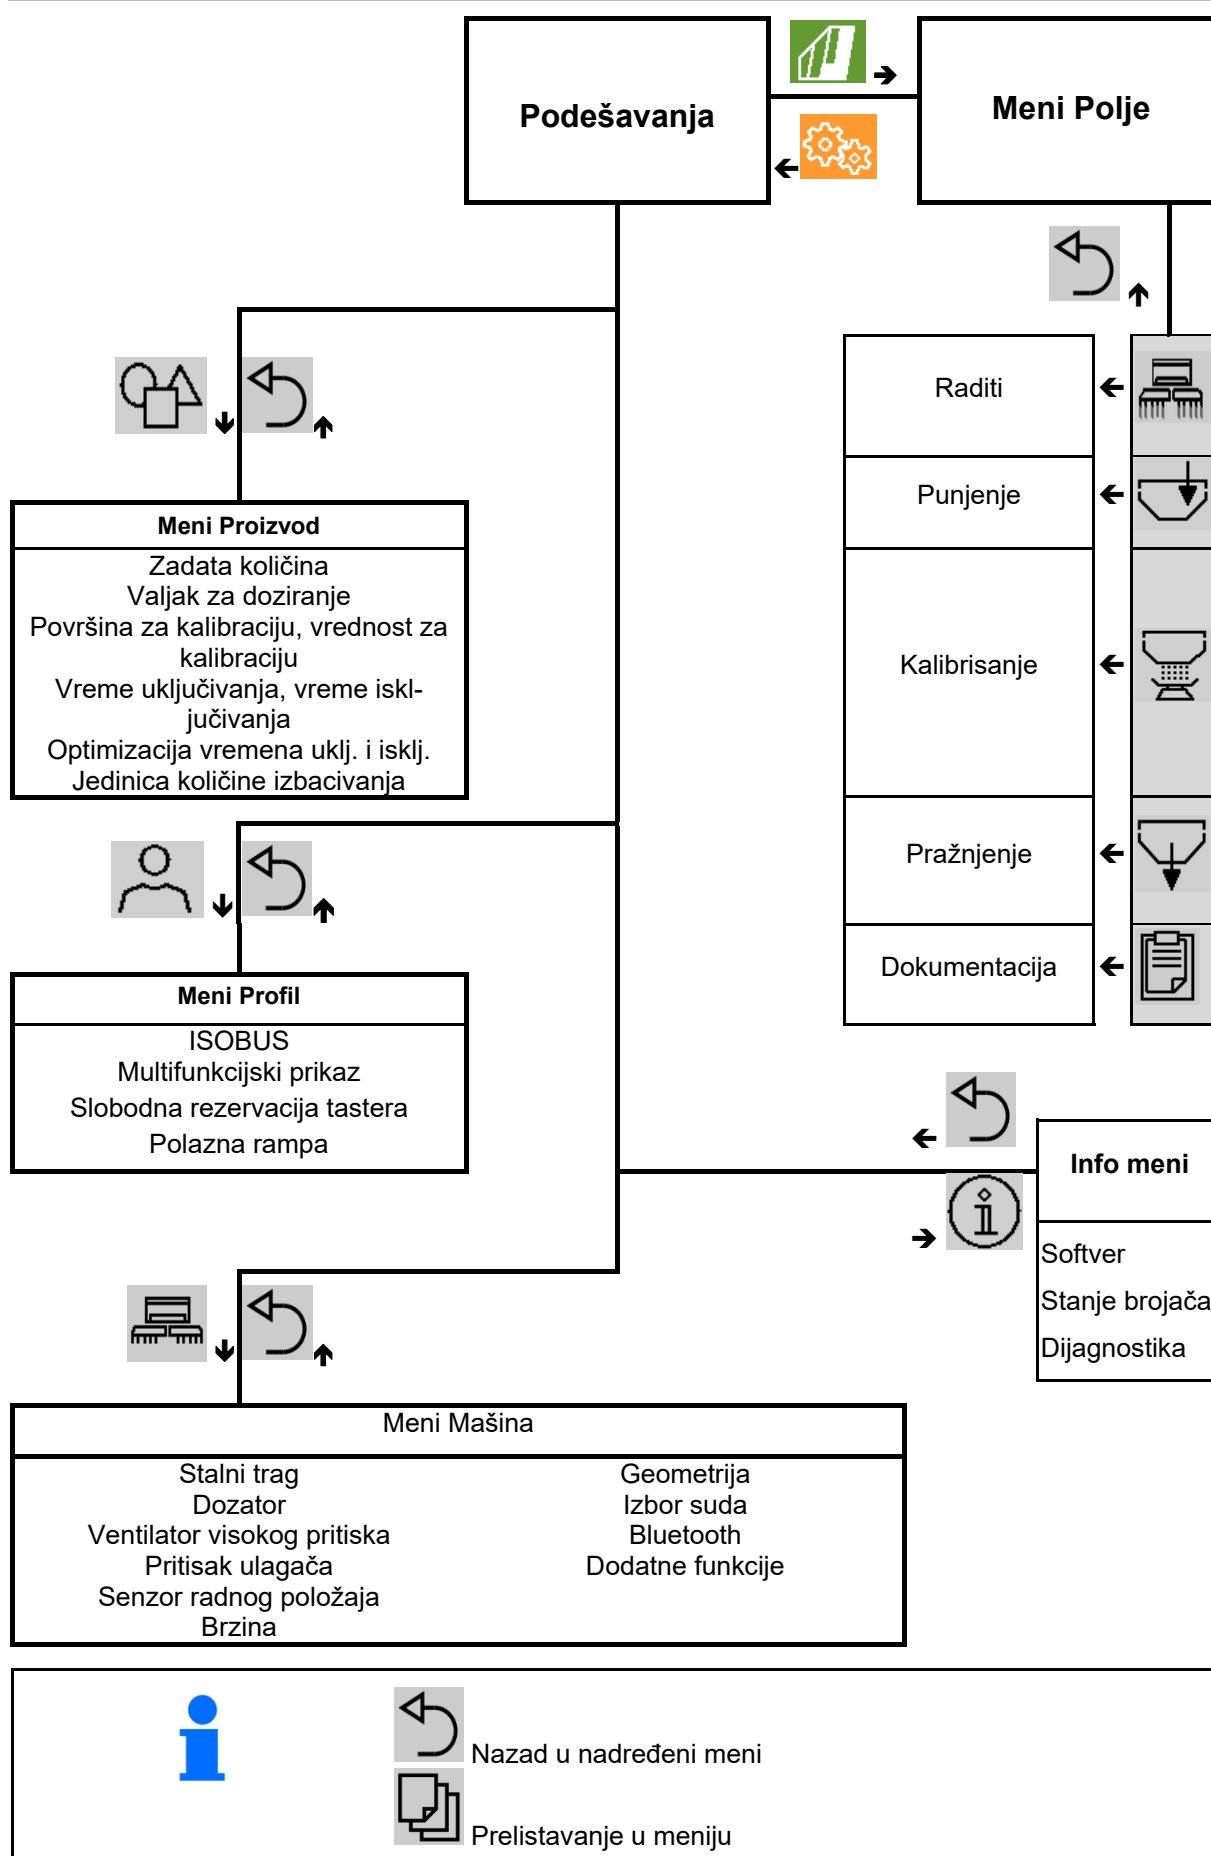 Podešavanja
Meni Polje
Raditi
Punjenje
Kalibrisanje
Pražnjenje
Dokumentacija
Meni Proizvod
Zadata količina
Valjak za doziranje
Površina za kalibraciju, vrednost za
kalibraciju
Vreme uključivanja, vreme iskl-
jučivanja
Optimizacija vremena uklj. i isklj.
Jedinica količine izbacivanja
Meni Profil
ISOBUS
Multifunkcijski prikaz
Slobodna rezervacija tastera
Polazna rampa
Info meni
Softver
Stanje brojača
Dijagnostika
Meni Mašina
Stalni trag
Dozator
Ventilator visokog pritiska
Pritisak ulagača
Senzor radnog položaja
Brzina
Geometrija
Izbor suda
Bluetooth
Dodatne funkcije
Nazad u nadređeni meni
Prelistavanje u meniju